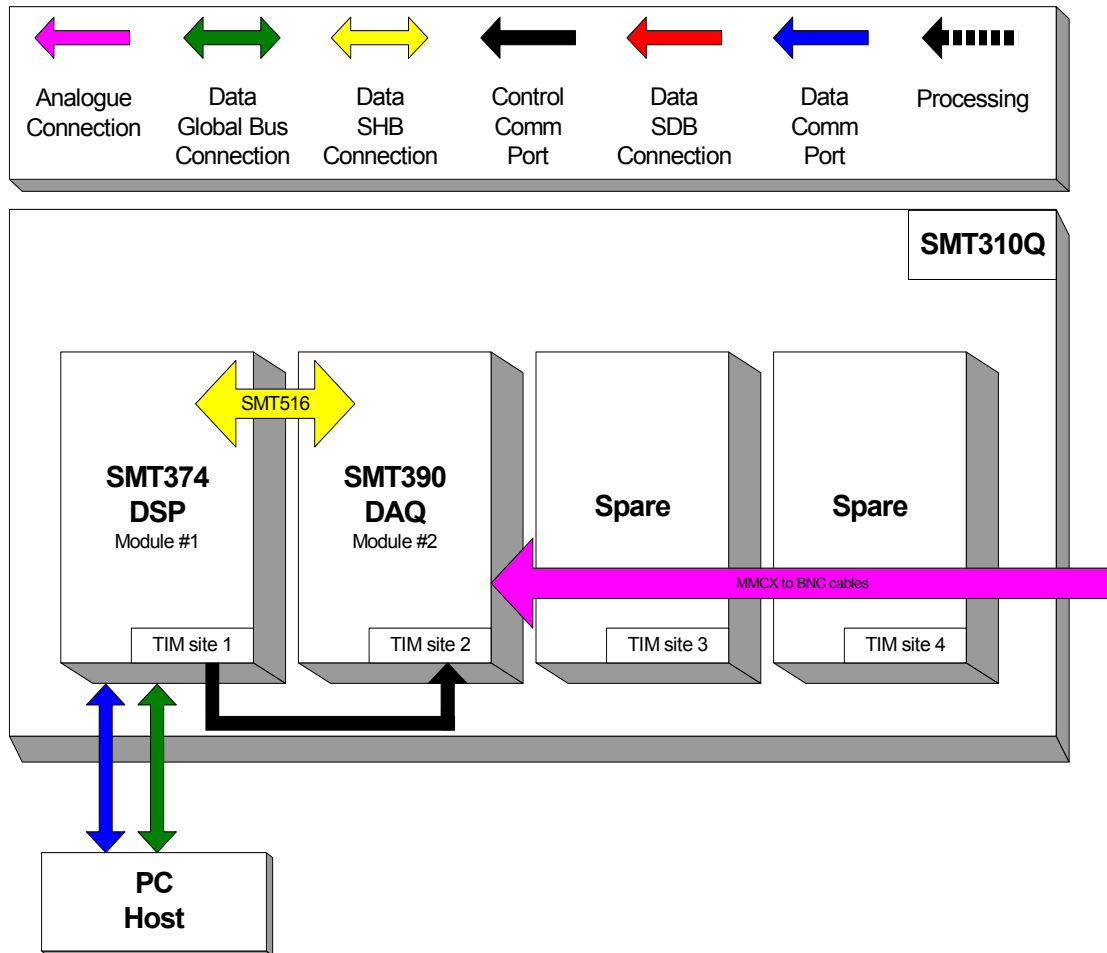 Analogue
Connection
Data
Global Bus
Connection
Data
SHB
Connection
Control
Comm
Port
Data
SDB
Connection
Data
Comm
Port
Processing
SMT310Q
SMT516
SMT374
DSP
Module #1
TIM site 1
SMT390
DAQ
Module #2
TIM site 2
Spare
TIM site 3
Spare
TIM site 4
MMCX to BNC cables
PC
Host